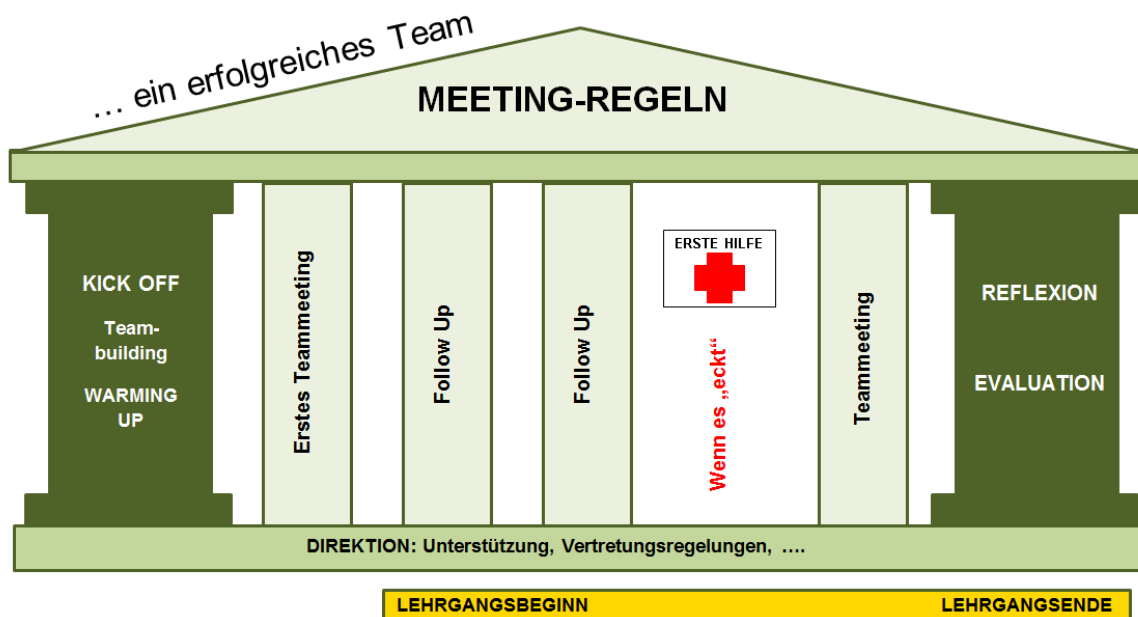 ... ein erfolgreiches Team
MEETING-REGELN
KICK OFF
Team-
building
WARMING
UP
Erstes Teammeeting
Follow Up
Follow Up
ERSTE HILFE
Wenn es „eckt“
Teammeeting
REFLEXION
EVALUATION
DIREKTION: Unterstützung, Vertretungsregelungen, ....
LEHRGANGSBEGINN LEHRGANGSENDE